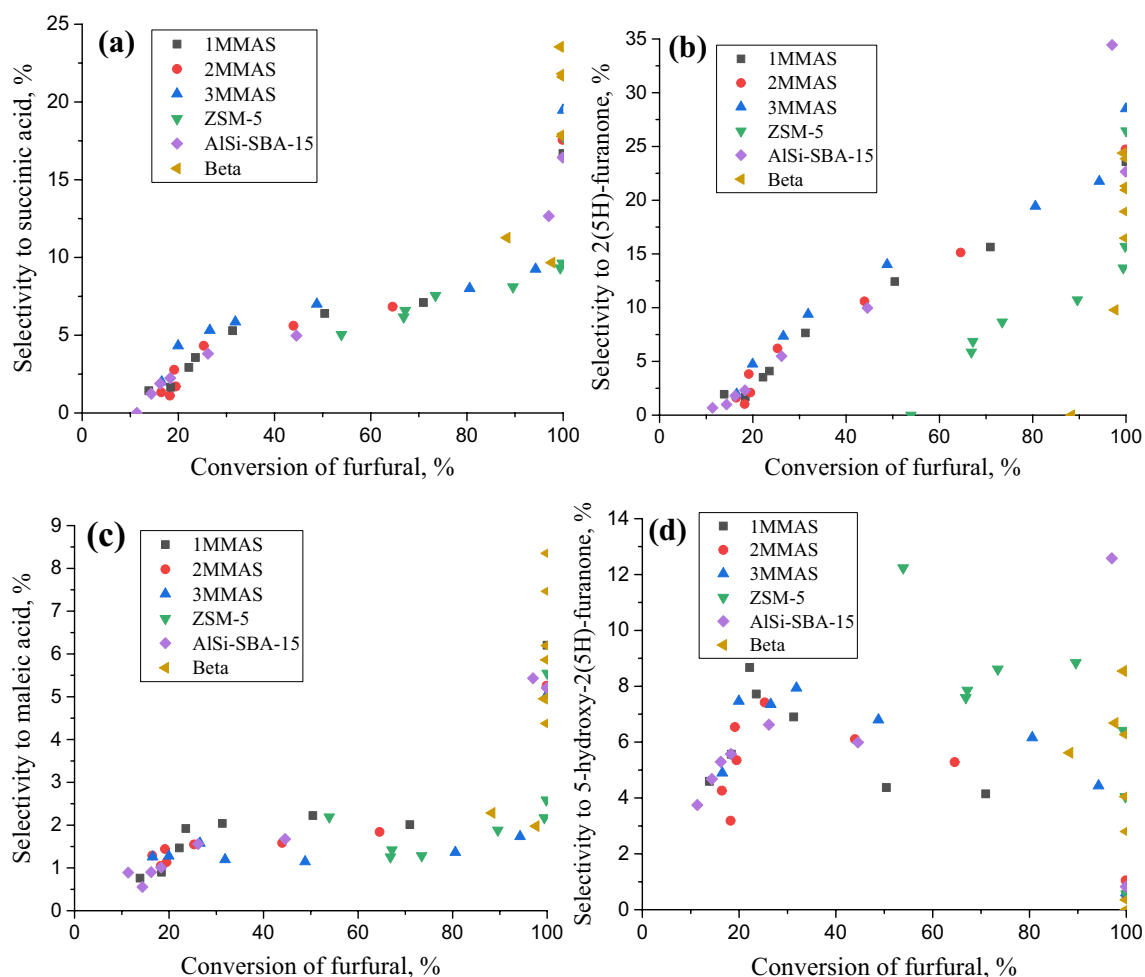 (a)
1MMAS
2MMAS
3MMAS
ZSM-5
AlSi-SBA-15
Beta
25
20
15
10
5
0
Selectivity to succinic acid, %
0 20 40 60 80 100
Conversion of furfural, %
(b)
1MMAS
2MMAS
3MMAS
ZSM-5
AlSi-SBA-15
Beta
35
30
25
20
15
10
5
0
Selectivity to 2(5H)-furanone, %
0 20 40 60 80 100
Conversion of furfural, %
(c)
1MMAS
2MMAS
3MMAS
ZSM-5
AlSi-SBA-15
Beta
9
8
7
6
5
4
3
2
1
0
Selectivity to maleic acid, %
0 20 40 60 80 100
Conversion of furfural, %
(d)
1MMAS
2MMAS
3MMAS
ZSM-5
AlSi-SBA-15
Beta
14
12
10
8
6
4
2
0
Selectivity to 5-hydroxy-2(5H)-furanone, %
0 20 40 60 80 100
Conversion of furfural, %